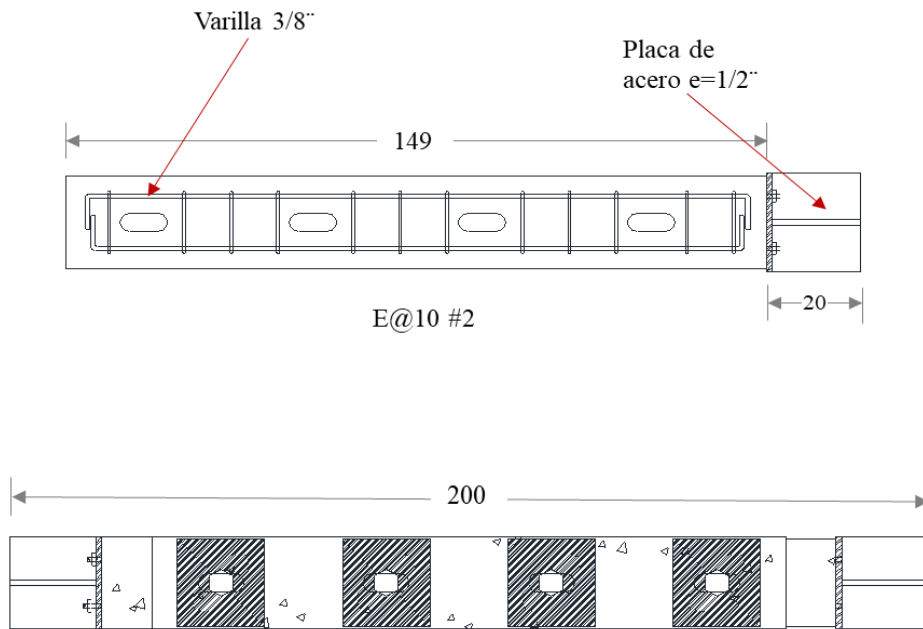 Varilla 3/8¨
Placa de
acero e=1/2¨
149
20
E@10 #2
200